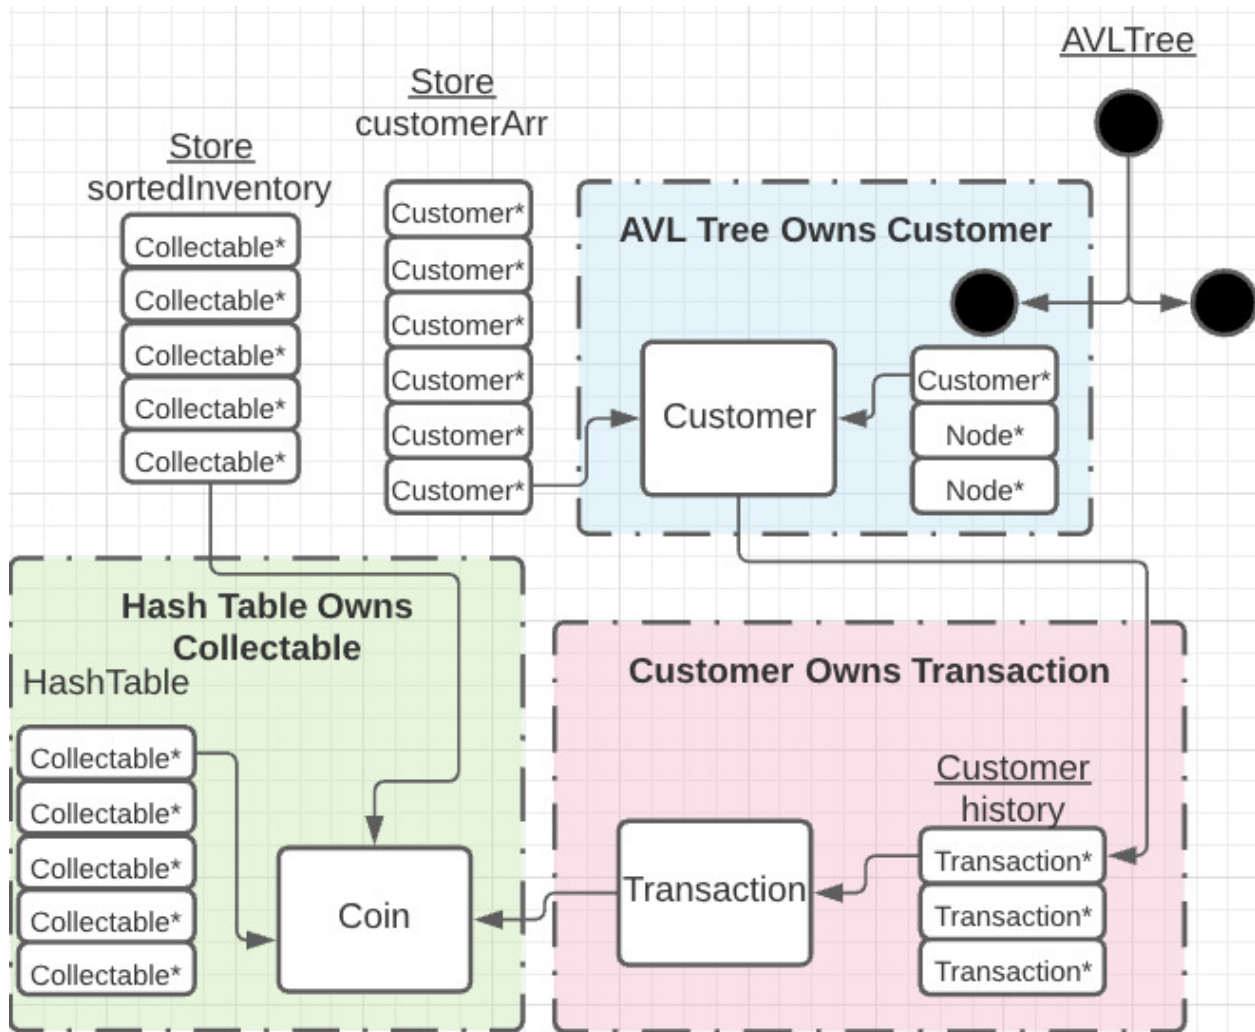 AVLTree
Store
customerArr
Store
sortedInventory
Collectable*
Collectable*
Collectable*
Collectable*
Collectable*
Customer*
Customer*
Customer*
Customer*
Customer*
Customer*
AVL Tree Owns Customer
Customer
Customer*
Node*
Node*
Hash Table Owns
Collectable
HashTable
Collectable*
Collectable*
Collectable*
Collectable*
Collectable*
Coin
Customer Owns Transaction
Customer
history
Transaction
Transaction*
Transaction*
Transaction*